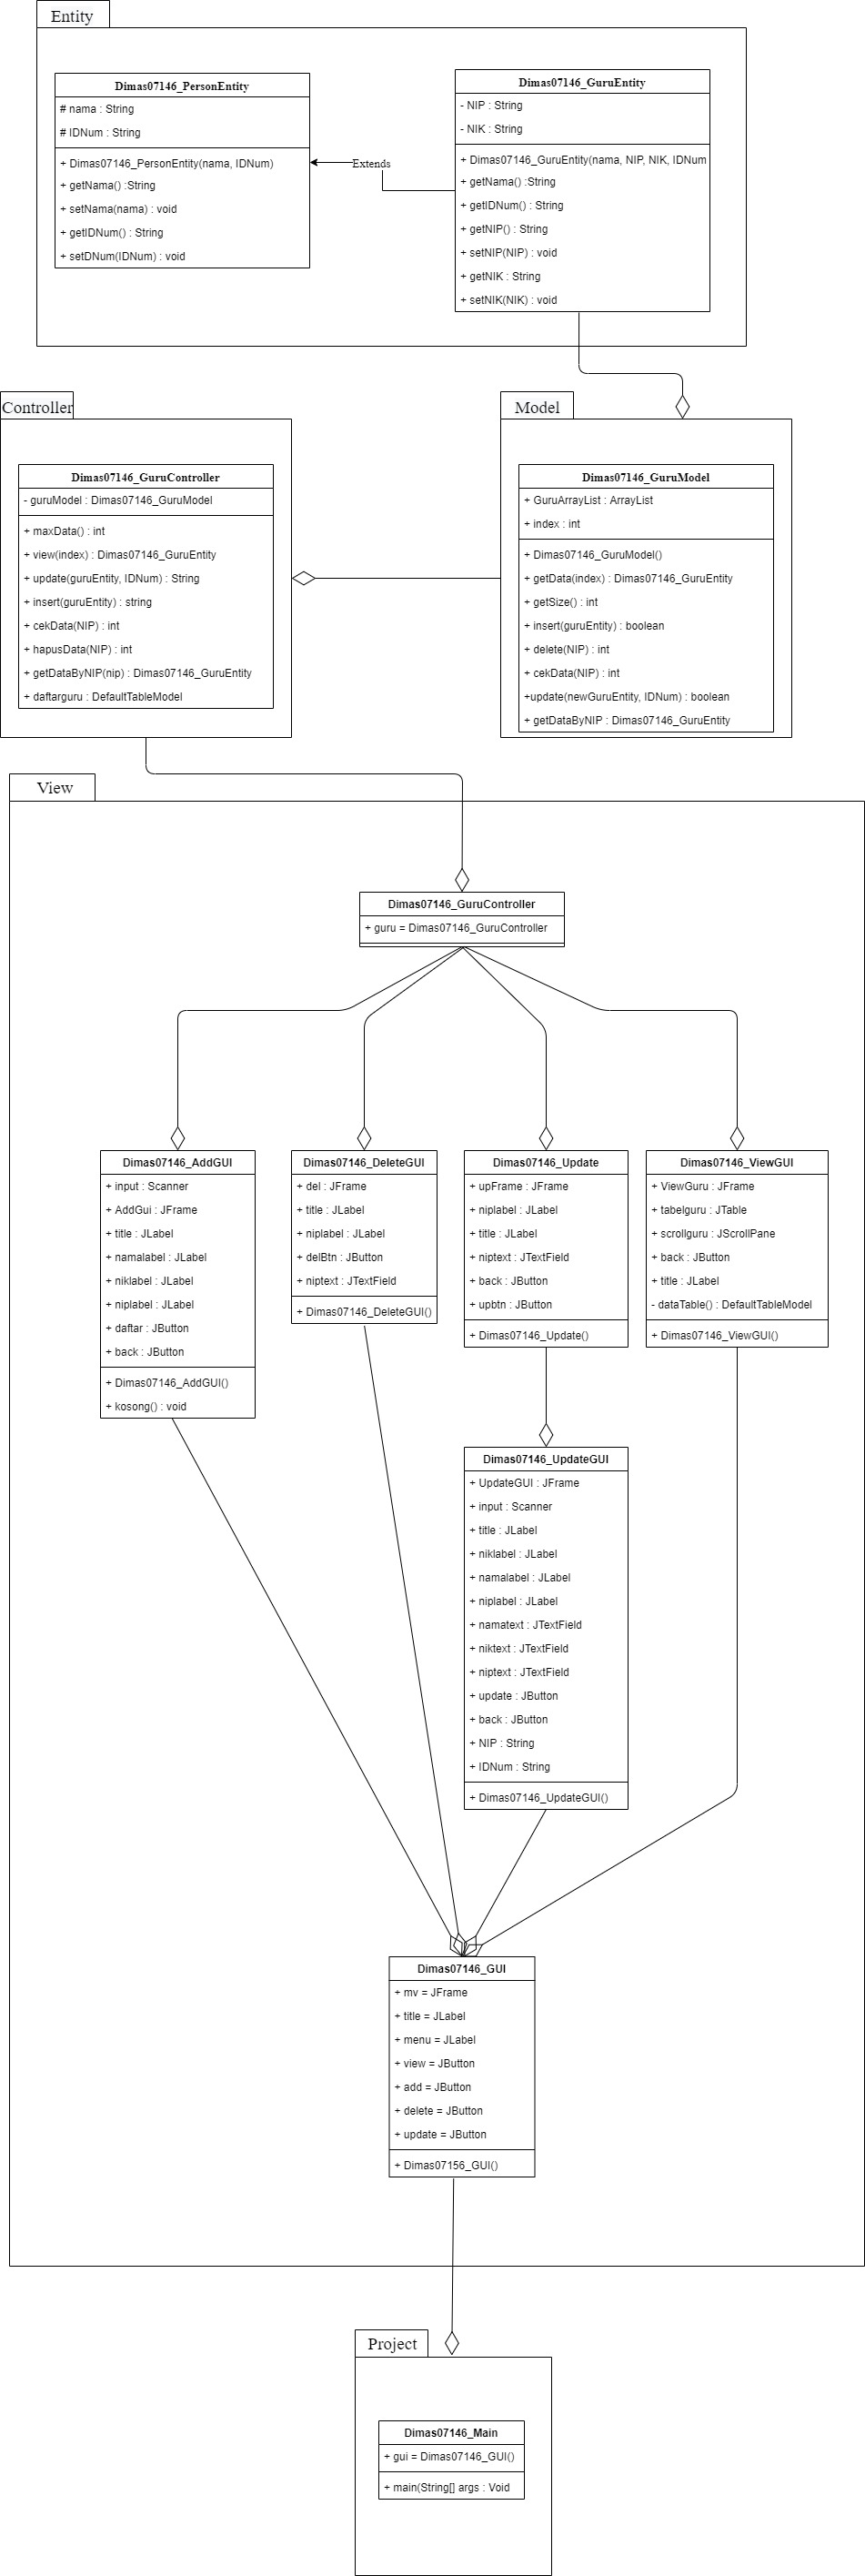 Entity
Dimas07146_PersonEntity
# nama : String
# IDNum : String
+ Dimas07146_PersonEntity(nama, IDNum)
+ getNama() :String
+ setNama(nama) : void
+ getIDNum() : String
+ setDNum(IDNum) : void
Extends
Dimas07146_GuruEntity
- NIP : String
- NIK : String
+ Dimas07146_GuruEntity(nama, NIP, NIK, IDNum
+ getNama() :String
+ getIDNum() : String
+ getNIP() : String
+ setNIP(NIP) : void
+ getNIK : String
+ setNIK(NIK) : void
Controller
Dimas07146_GuruController
- guruModel : Dimas07146_GuruModel
+ maxData() : int
+ view(index) : Dimas07146_GuruEntity
+ update(guruEntity, IDNum) : String
+ insert(guruEntity) : string
+ cekData(NIP) : int
+ hapusData(NIP) : int
+ getDataByNIP(nip) : Dimas07146_GuruEntity
+ daftarguru : DefaultTableModel
Model
Dimas07146_GuruModel
+ GuruArrayList : ArrayList
+ index : int
+ Dimas07146_GuruModel()
+ getData(index) : Dimas07146_GuruEntity
+ getSize() : int
+ insert(guruEntity) : boolean
+ delete(NIP) : int
+ cekData(NIP) : int
+update(newGuruEntity, IDNum) : boolean
+ getDataByNIP : Dimas07146_GuruEntity
View
Dimas07146_GuruController
+ guru = Dimas07146_GuruController
Dimas07146_AddGUI
+ input : Scanner
+ AddGui : JFrame
+ title : JLabel
+ namalabel : JLabel
+ niklabel : JLabel
+ niplabel : JLabel
+ daftar : JButton
+ back : JButton
+ Dimas07146_AddGUI()
+ kosong() : void
Dimas07146_DeleteGUI
+ del : JFrame
+ title : JLabel
+ niplabel : JLabel
+ delBtn : JButton
+ niptext : JTextField
+ Dimas07146_DeleteGUI()
Dimas07146_Update
+ upFrame : JFrame
+ niplabel : JLabel
+ title : JLabel
+ niptext : JTextField
+ back : JButton
+ upbtn : JButton
+ Dimas07146_Update()
Dimas07146_ViewGUI
+ ViewGuru : JFrame
+ tabelguru : JTable
+ scrollguru : JScrollPane
+ back : JButton
+ title : JLabel
- dataTable() : DefaultTableModel
+ Dimas07146_ViewGUI()
Dimas07146_UpdateGUI
+ UpdateGUI : JFrame
+ input : Scanner
+ title : JLabel
+ niklabel : JLabel
+ namalabel : JLabel
+ niplabel : JLabel
+ namatext : JTextField
+ niktext : JTextField
+ niptext : JTextField
+ update : JButton
+ back : JButton
+ NIP : String
+ IDNum : String
+ Dimas07146_UpdateGUI()
Dimas07146_GUI
+ mv = JFrame
+ title = JLabel
+ menu = JLabel
+ view = JButton
+ add = JButton
+ delete = JButton
+ update = JButton
+ Dimas07156_GUI()
Project
Dimas07146_Main
+ gui = Dimas07146_GUI()
+ main(String[] args : Void